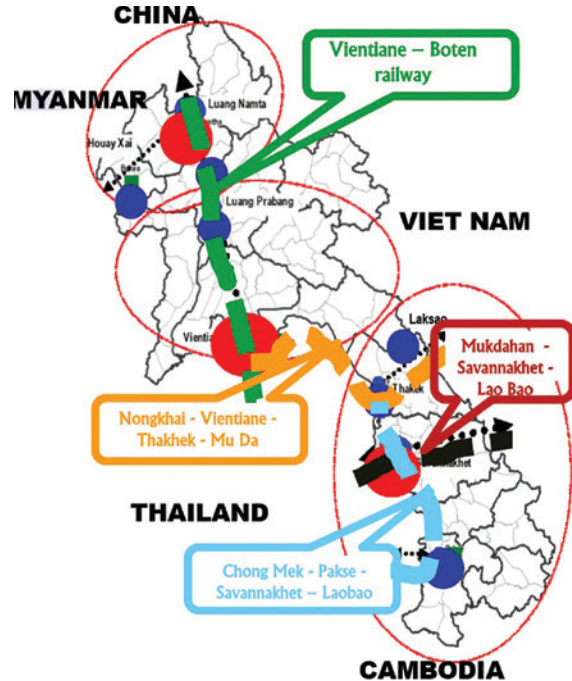 CHINA
Vientiane – Boten
railway
MYANMAR
Luang Namta
Houay Xai
Luang Prabang
VIET NAM
Laksao
Vienti
Mukdahan -
Savannakhet -
Lao Bao
Thakek
Nongkhai - Vientiane -
Thakhek - Mu Da
THAILAND
Chong Mek - Pakse -
Savannakhet – Laobao
CAMBODIA